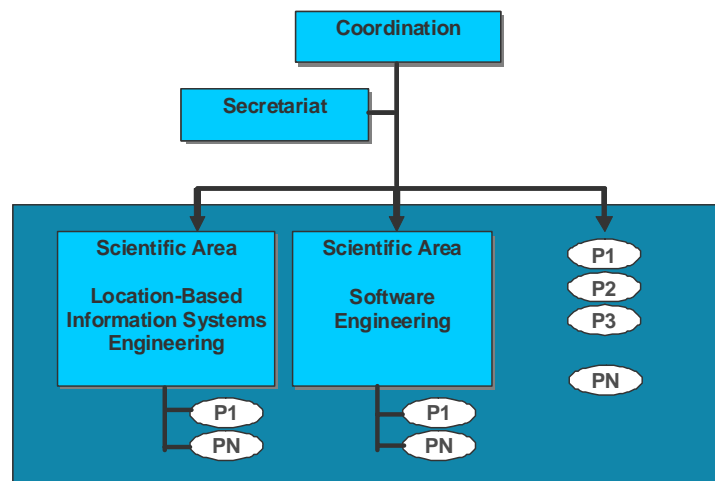 Coordination
Secretariat
Scientific Area
Location-Based
Information Systems
Engineering
P1
PN
Scientific Area
Software
Engineering
P1
PN
P1
P2
P3
PN